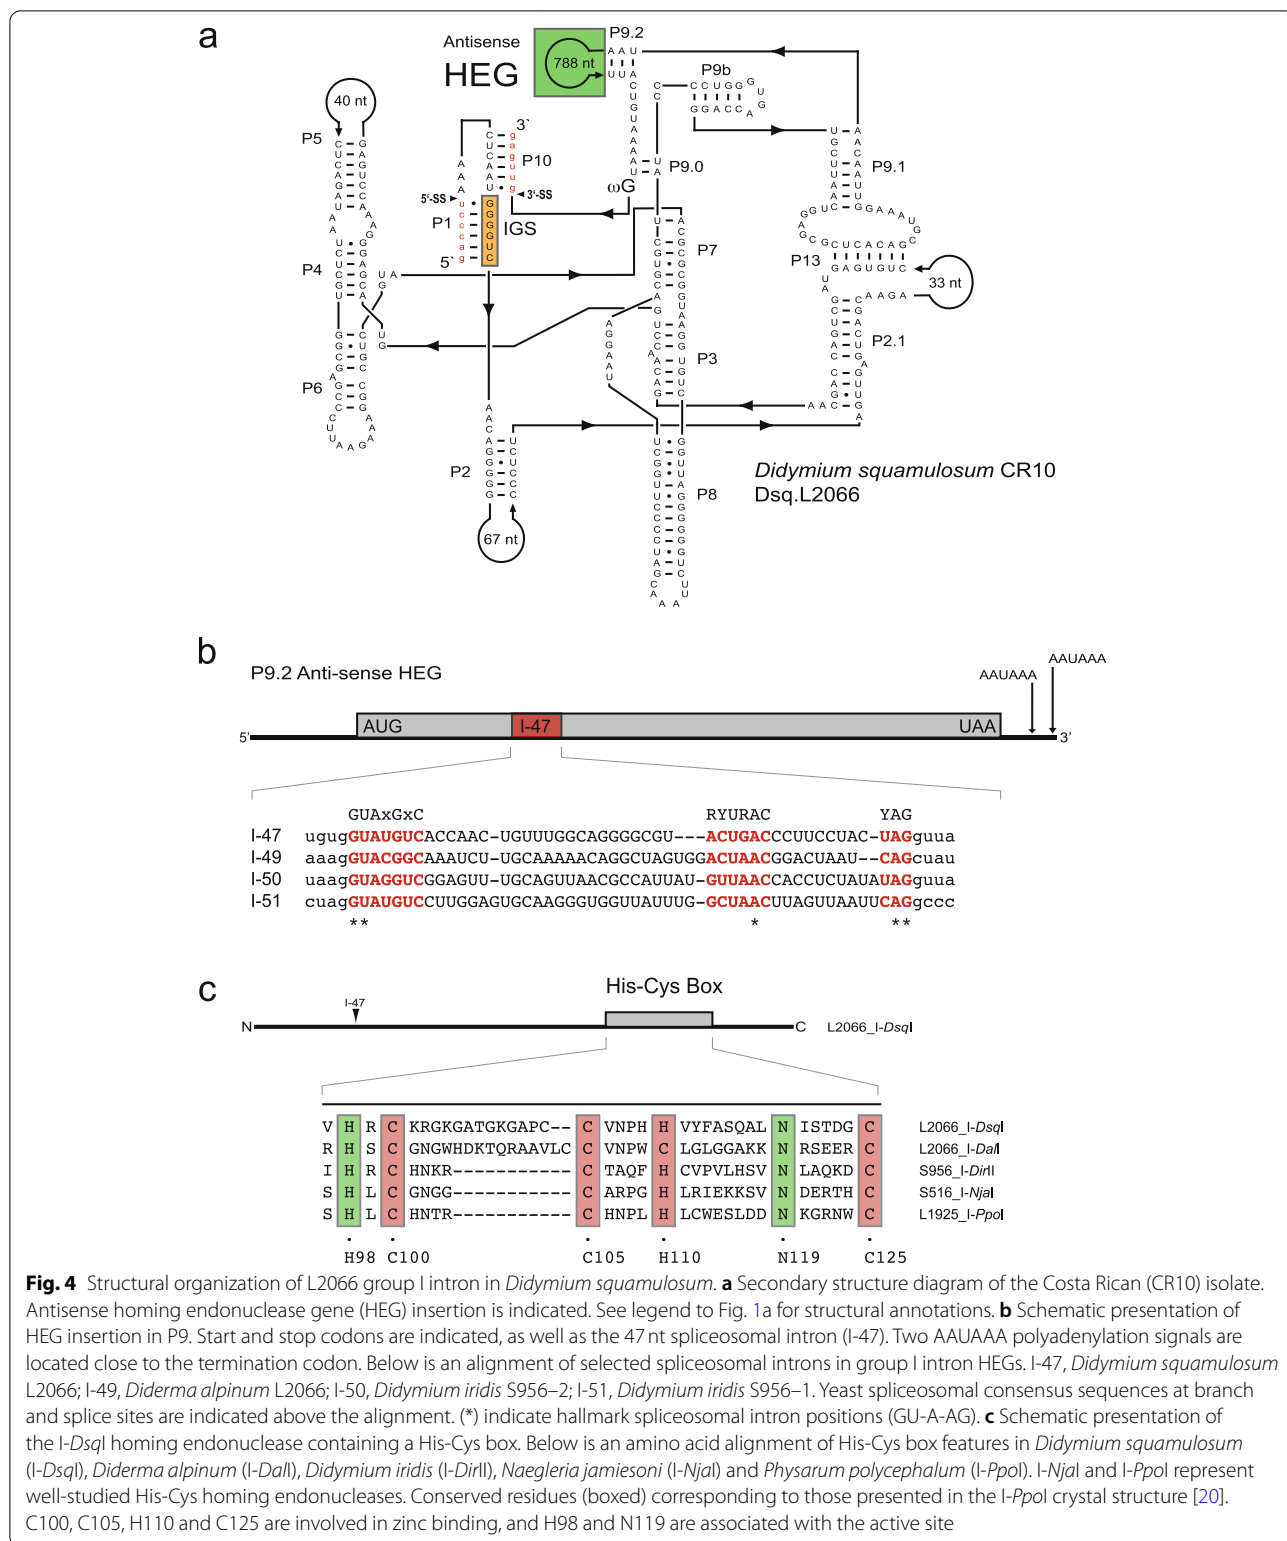 a
Antisense
HEG
788 nt
P9.2
P9b
40 nt
P5
3`
P10
P9.0
P9.1
5'-SS
3'-SS
ωG
P1
IGS
5`
P4
P7
P13
33 nt
P3
P2.1
P6
P2
P8
67 nt
Didymium squamulosum CR10
Dsq.L2066
b
P9.2 Anti-sense HEG
AAUAAA
AAUAAA
5'
AUG
I-47
UAA
3'
GUAxGxC RYURAC YAG
I-47 ugugGUAUGUCACCAAC-UGUUUGGCAGGGGCGU---ACUGACCCUUCCUAC-UAGguua
I-49 aaagGUACGGCAAAUCU-UGCAAAAACAGGCUAGUGGACUAACGGACUAAU--CAGcuau
I-50 uaagGUAGGUCGGAGUU-UGCAGUUAACGCCAUUAU-GUUAACCACCUCUAUAUAGguua
I-51 cuagGUAUGUCCUUGGAGUGCAAGGGUGGUUAUUUG-GCUAACUUAGUUAAUUCAGgccc
** * **
c
His-Cys Box
I-47
N
C
L2066_I-DsqI
V H R C KRGKGATGKGAPC-- C VNPH H VYFASQAL N ISTDG C L2066_I-DsqI
R H S C GNGWHDKTQRAAVLC C VNPW C LGLGGAKK N RSEER C L2066_I-DalI
I H R C HNKR----------- C TAQF H CVPVLHSV N LAQKD C S956_I-DirII
S H L C GNGG----------- C ARPG H LRIEKKSV N DERTH C S516_I-NjaI
S H L C HNTR----------- C HNPL H LCWESLDD N KGRNW C L1925_I-PpoI
H98 C100 C105 H110 N119 C125
Fig. 4 Structural organization of L2066 group I intron in Didymium squamulosum. a Secondary structure diagram of the Costa Rican (CR10) isolate.
Antisense homing endonuclease gene (HEG) insertion is indicated. See legend to Fig. 1a for structural annotations. b Schematic presentation of
HEG insertion in P9. Start and stop codons are indicated, as well as the 47 nt spliceosomal intron (I-47). Two AAUAAA polyadenylation signals are
located close to the termination codon. Below is an alignment of selected spliceosomal introns in group I intron HEGs. I-47, Didymium squamulosum
L2066; I-49, Diderma alpinum L2066; I-50, Didymium iridis S956–2; I-51, Didymium iridis S956–1. Yeast spliceosomal consensus sequences at branch
and splice sites are indicated above the alignment. (*) indicate hallmark spliceosomal intron positions (GU-A-AG). c Schematic presentation of
the I-DsqI homing endonuclease containing a His-Cys box. Below is an amino acid alignment of His-Cys box features in Didymium squamulosum
(I-DsqI), Diderma alpinum (I-DalI), Didymium iridis (I-DirII), Naegleria jamiesoni (I-NjaI) and Physarum polycephalum (I-PpoI). I-NjaI and I-PpoI represent
well-studied His-Cys homing endonucleases. Conserved residues (boxed) corresponding to those presented in the I-PpoI crystal structure [20].
C100, C105, H110 and C125 are involved in zinc binding, and H98 and N119 are associated with the active site